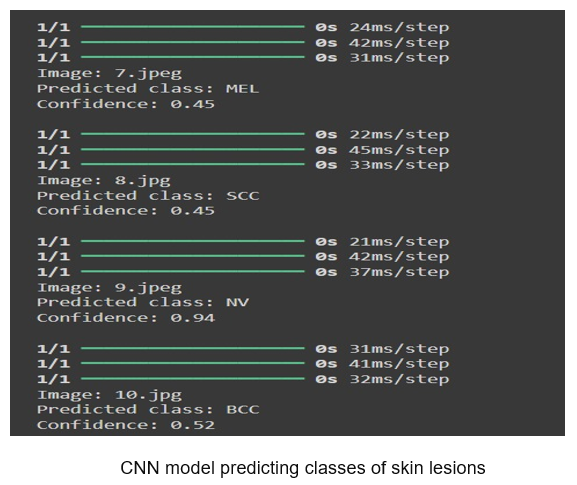 1/1 ━━━━━━━━━━━━━━━━━━━━ 0s 24ms/step
1/1 ━━━━━━━━━━━━━━━━━━━━ 0s 42ms/step
1/1 ━━━━━━━━━━━━━━━━━━━━ 0s 31ms/step
Image: 7.jpeg
Predicted class: MEL
Confidence: 0.45
1/1 ━━━━━━━━━━━━━━━━━━━━ 0s 22ms/step
1/1 ━━━━━━━━━━━━━━━━━━━━ 0s 45ms/step
1/1 ━━━━━━━━━━━━━━━━━━━━ 0s 33ms/step
Image: 8.jpg
Predicted class: SCC
Confidence: 0.45
1/1 ━━━━━━━━━━━━━━━━━━━━ 0s 21ms/step
1/1 ━━━━━━━━━━━━━━━━━━━━ 0s 42ms/step
1/1 ━━━━━━━━━━━━━━━━━━━━ 0s 37ms/step
Image: 9.jpeg
Predicted class: NV
Confidence: 0.94
1/1 ━━━━━━━━━━━━━━━━━━━━ 0s 31ms/step
1/1 ━━━━━━━━━━━━━━━━━━━━ 0s 41ms/step
1/1 ━━━━━━━━━━━━━━━━━━━━ 0s 32ms/step
Image: 10.jpg
Predicted class: BCC
Confidence: 0.52
CNN model predicting classes of skin lesions